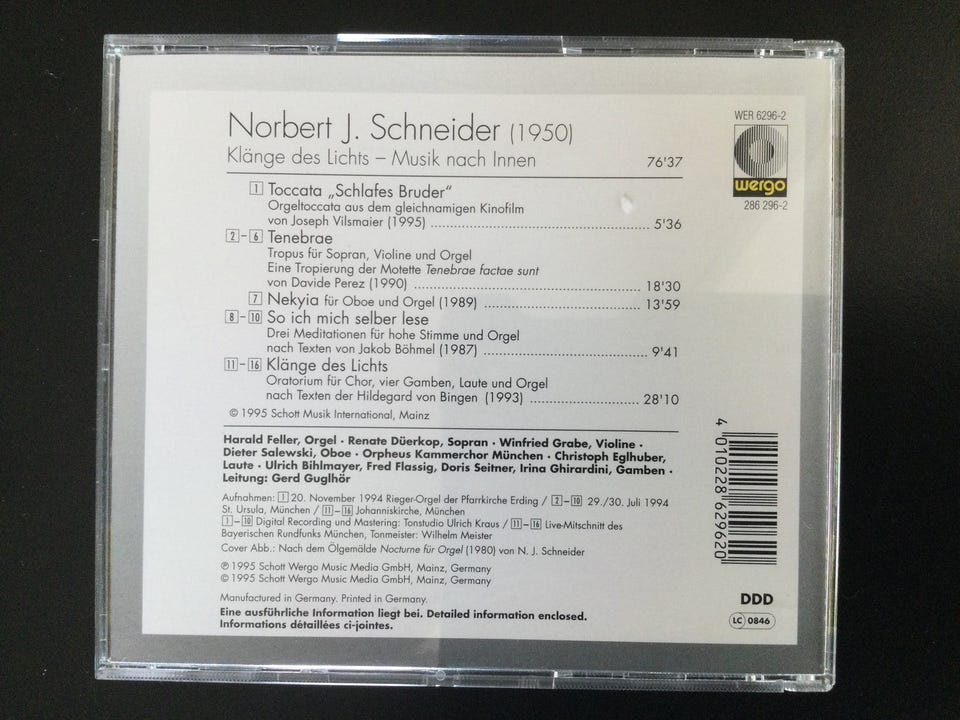 Norbert J. Schneider (1950)
Klänge des Lichts – Musik nach Innen 76'37
WER 6296-2
wergo
286 296-2
1 Toccata „Schlafes Bruder“
Orgeltoccata aus dem gleichnamigen Kinofilm
von Joseph Vilsmaier (1995) ........ 5'36
2–6 Tenebrae
Tropus für Sopran, Violine und Orgel
Eine Tropierung der Motette Tenebrae factae sunt
von Davide Perez (1990) ........ 18'30
7 Nekyia für Oboe und Orgel (1989) ........ 13'59
8–10 So ich mich selber lese
Drei Meditationen für hohe Stimme und Orgel
nach Texten von Jakob Böhmel (1987) ........ 9'41
11–16 Klänge des Lichts
Oratorium für Chor, vier Gamben, Laute und Orgel
nach Texten der Hildegard von Bingen (1993) ........ 28'10
© 1995 Schott Musik International, Mainz
Harald Feller, Orgel · Renate Düerkop, Sopran · Winfried Grabe, Violine ·
Dieter Salewski, Oboe · Orpheus Kammerchor München · Christoph Eglhuber,
Laute · Ulrich Bihlmayer, Fred Flassig, Doris Seitner, Irina Ghirardini, Gamben ·
Leitung: Gerd Guglhör
Aufnahmen: 1 20. November 1994 Rieger-Orgel der Pfarrkirche Erding / 2–10 29./30. Juli 1994
St. Ursula, München / 11–16 Johanniskirche, München
1–10 Digital Recording und Mastering: Tonstudio Ulrich Kraus / 11–16 Live-Mitschnitt des
Bayerischen Rundfunks München, Tonmeister: Wilhelm Meister
Cover Abb.: Nach dem Ölgemälde Nocturne für Orgel (1980) von N. J. Schneider
℗ 1995 Schott Wergo Music Media GmbH, Mainz, Germany
© 1995 Schott Wergo Music Media GmbH, Mainz, Germany
Manufactured in Germany. Printed in Germany.
Eine ausführliche Information liegt bei. Detailed information enclosed.
Informations détaillées ci-jointes.
4 010228 629620
DDD
LC 0846